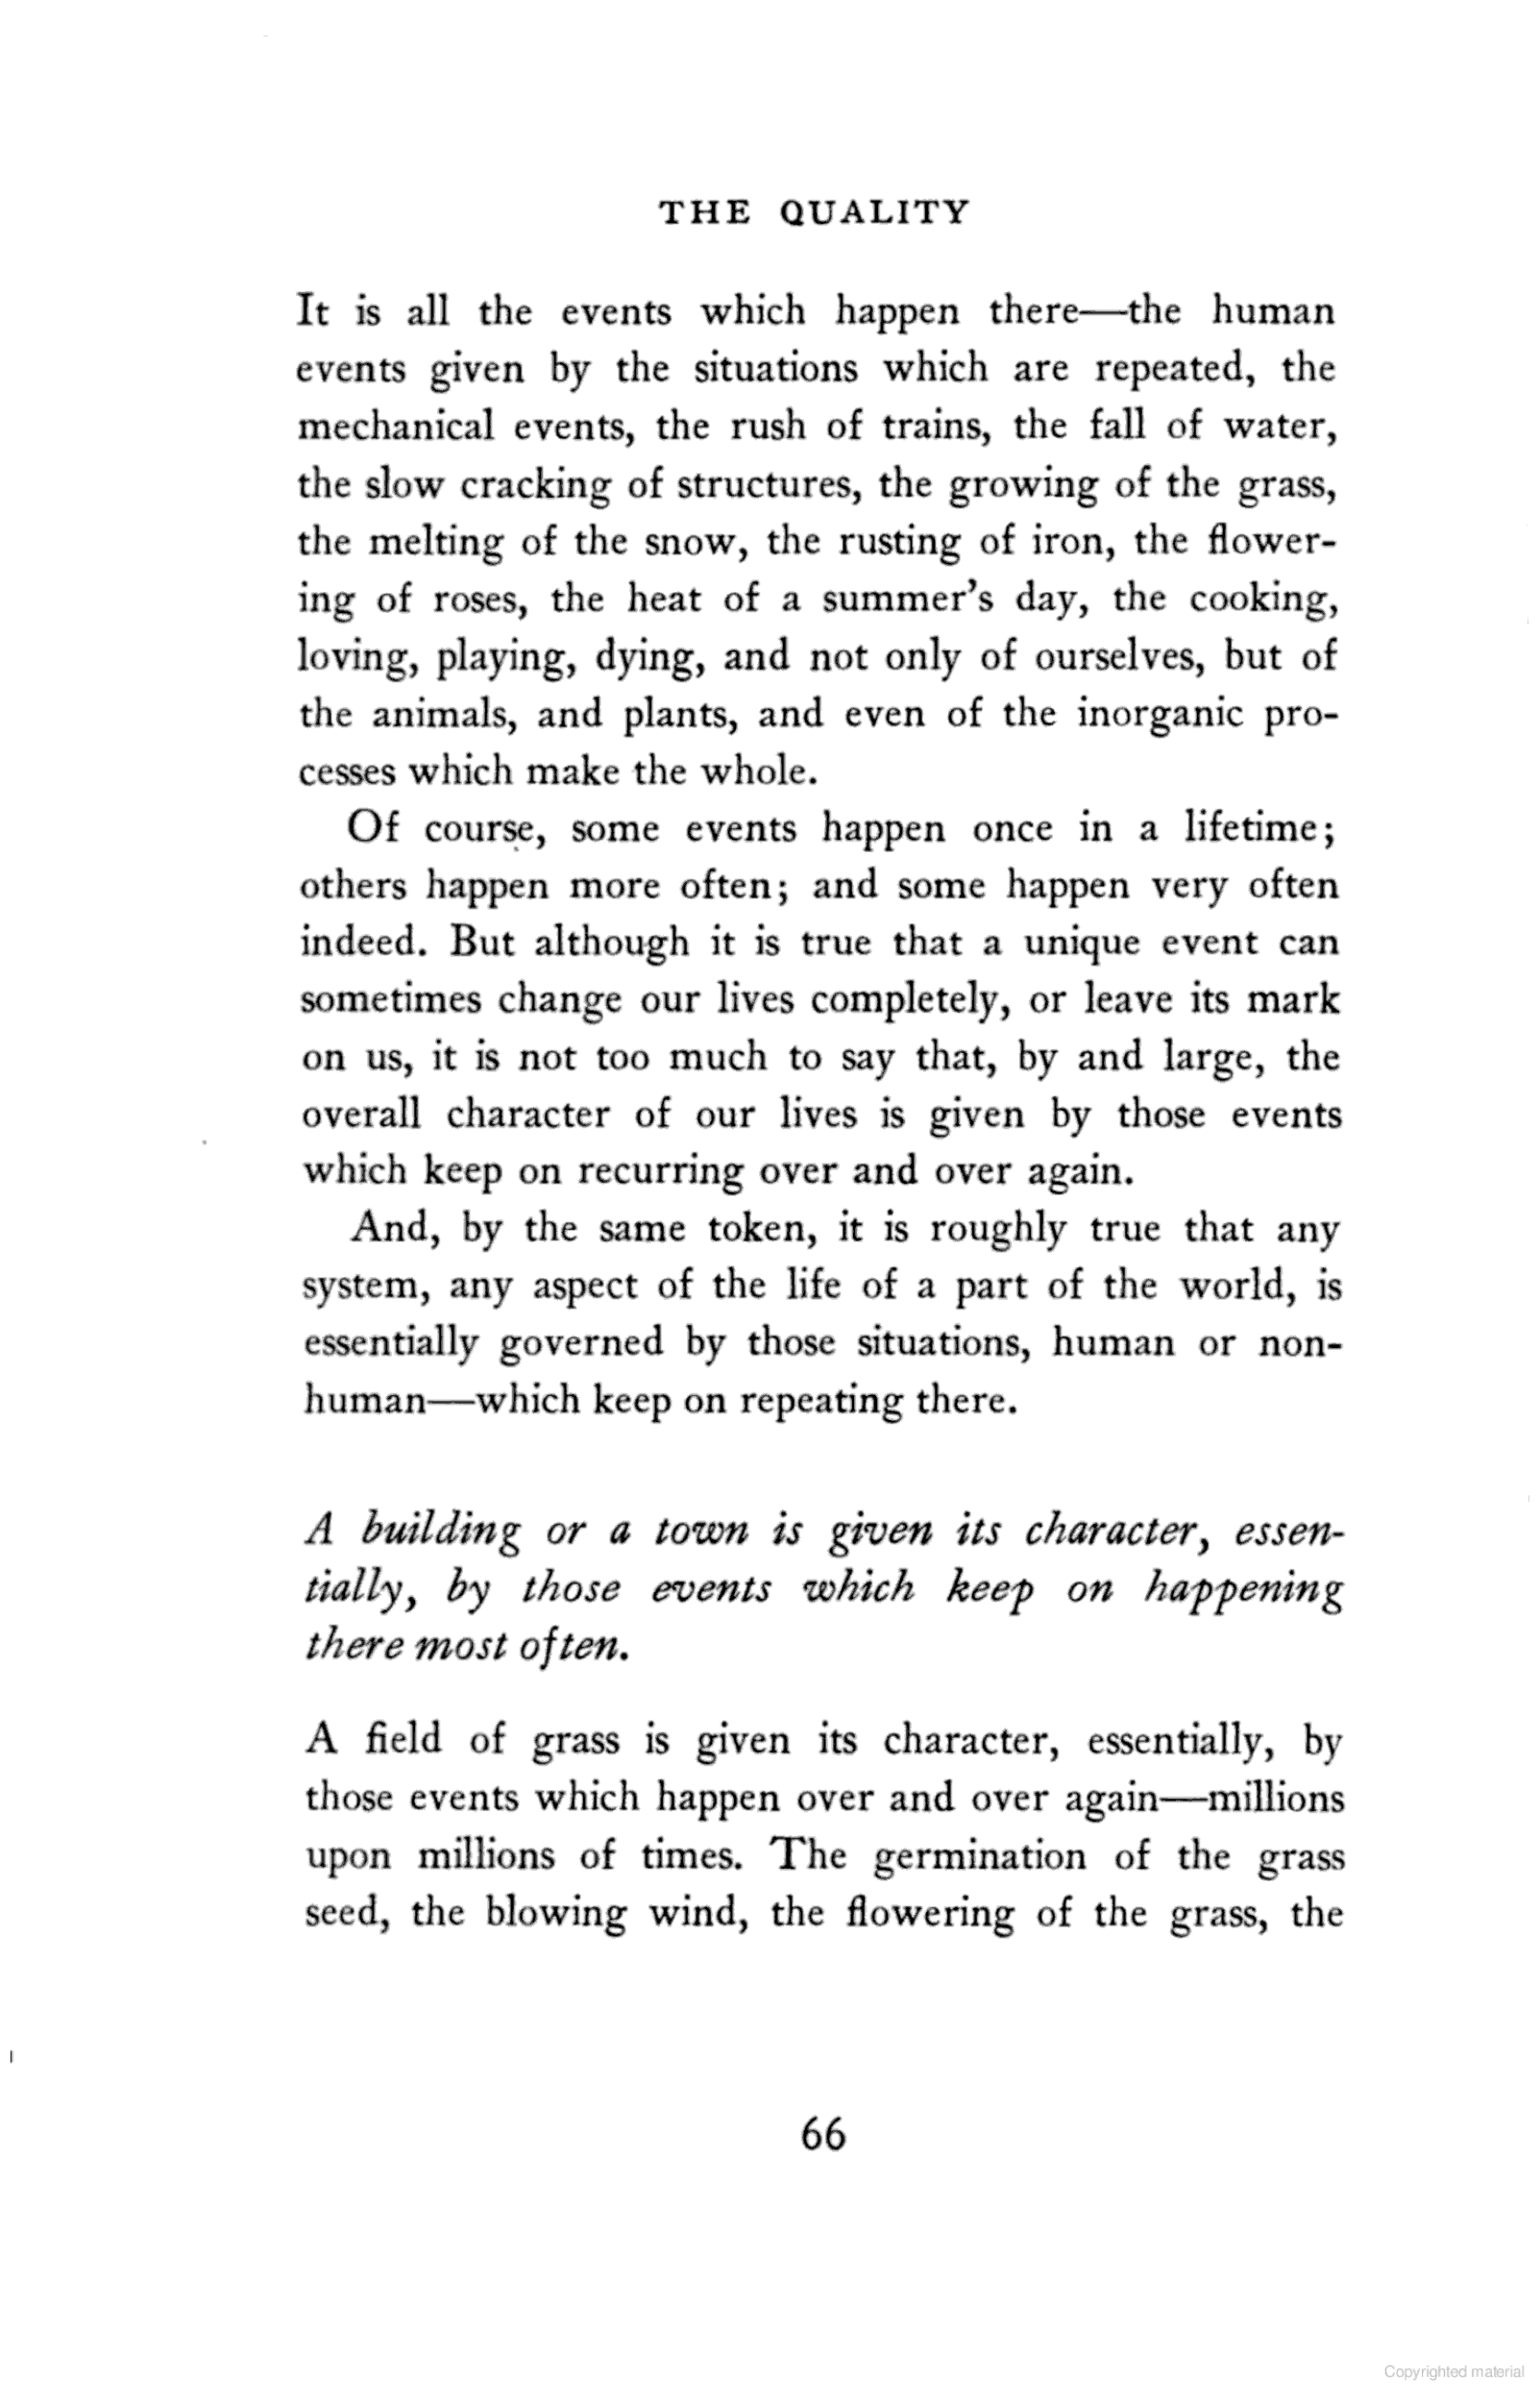 THE QUALITY
It is all the events which happen there—the human
events given by the situations which are repeated, the
mechanical events, the rush of trains, the fall of water,
the slow cracking of structures, the growing of the grass,
the melting of the snow, the rusting of iron, the flower-
ing of roses, the heat of a summer's day, the cooking,
loving, playing, dying, and not only of ourselves, but of
the animals, and plants, and even of the inorganic pro-
cesses which make the whole.
Of course, some events happen once in a lifetime;
others happen more often; and some happen very often
indeed. But although it is true that a unique event can
sometimes change our lives completely, or leave its mark
on us, it is not too much to say that, by and large, the
overall character of our lives is given by those events
which keep on recurring over and over again.
And, by the same token, it is roughly true that any
system, any aspect of the life of a part of the world, is
essentially governed by those situations, human or non-
human—which keep on repeating there.
A building or a town is given its character, essen-
tially, by those events which keep on happening
there most often.
A field of grass is given its character, essentially, by
those events which happen over and over again—millions
upon millions of times. The germination of the grass
seed, the blowing wind, the flowering of the grass, the
66
Copyrighted material